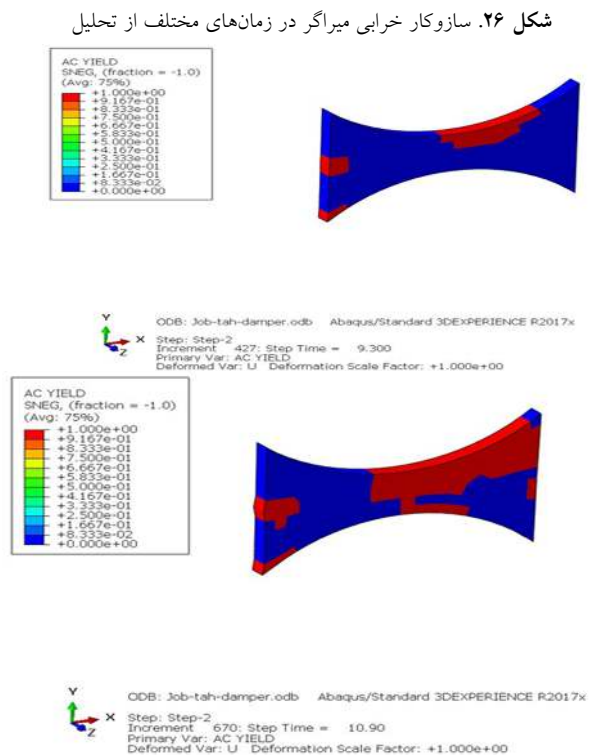 شکل ۲۶. سازوکار خرابی میراگر در زمان‌های مختلف از تحلیل
AC YIELD
SNEG, (fraction = -1.0)
(Avg: 75%)
+1.000e+00
+9.167e-01
+8.333e-01
+7.500e-01
+6.667e-01
+5.833e-01
+5.000e-01
+4.167e-01
+3.333e-01
+2.500e-01
+1.667e-01
+8.333e-02
+0.000e+00
Y
X
Z
ODB: Job-tah-damper.odb Abaqus/Standard 3DEXPERIENCE R2017x
Step: Step-2
Increment 427: Step Time = 9.300
Primary Var: AC YIELD
Deformed Var: U Deformation Scale Factor: +1.000e+00
AC YIELD
SNEG, (fraction = -1.0)
(Avg: 75%)
+1.000e+00
+9.167e-01
+8.333e-01
+7.500e-01
+6.667e-01
+5.833e-01
+5.000e-01
+4.167e-01
+3.333e-01
+2.500e-01
+1.667e-01
+8.333e-02
+0.000e+00
Y
X
Z
ODB: Job-tah-damper.odb Abaqus/Standard 3DEXPERIENCE R2017x
Step: Step-2
Increment 670: Step Time = 10.90
Primary Var: AC YIELD
Deformed Var: U Deformation Scale Factor: +1.000e+00